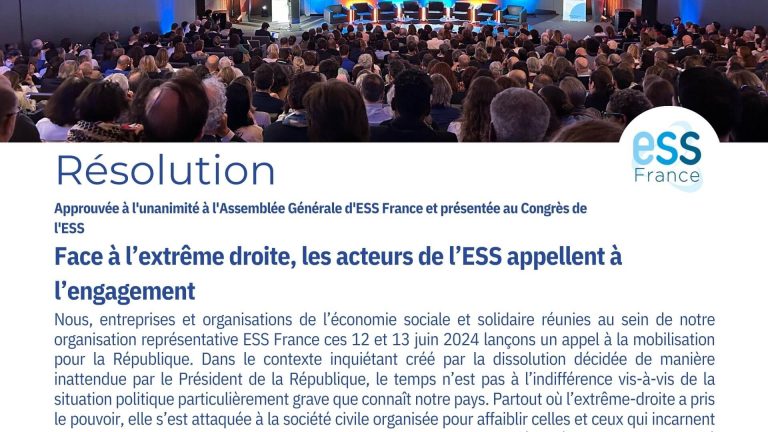 ess
France
Résolution
Approuvée à l'unanimité à l'Assemblée Générale d'ESS France et présentée au Congrès de
l'ESS
Face à l’extrême droite, les acteurs de l’ESS appellent à
l’engagement
Nous, entreprises et organisations de l’économie sociale et solidaire réunies au sein de notre
organisation représentative ESS France ces 12 et 13 juin 2024 lançons un appel à la mobilisation
pour la République. Dans le contexte inquiétant créé par la dissolution décidée de manière
inattendue par le Président de la République, le temps n’est pas à l’indifférence vis-à-vis de la
situation politique particulièrement grave que connaît notre pays. Partout où l’extrême-droite a pris
le pouvoir, elle s’est attaquée à la société civile organisée pour affaiblir celles et ceux qui incarnent